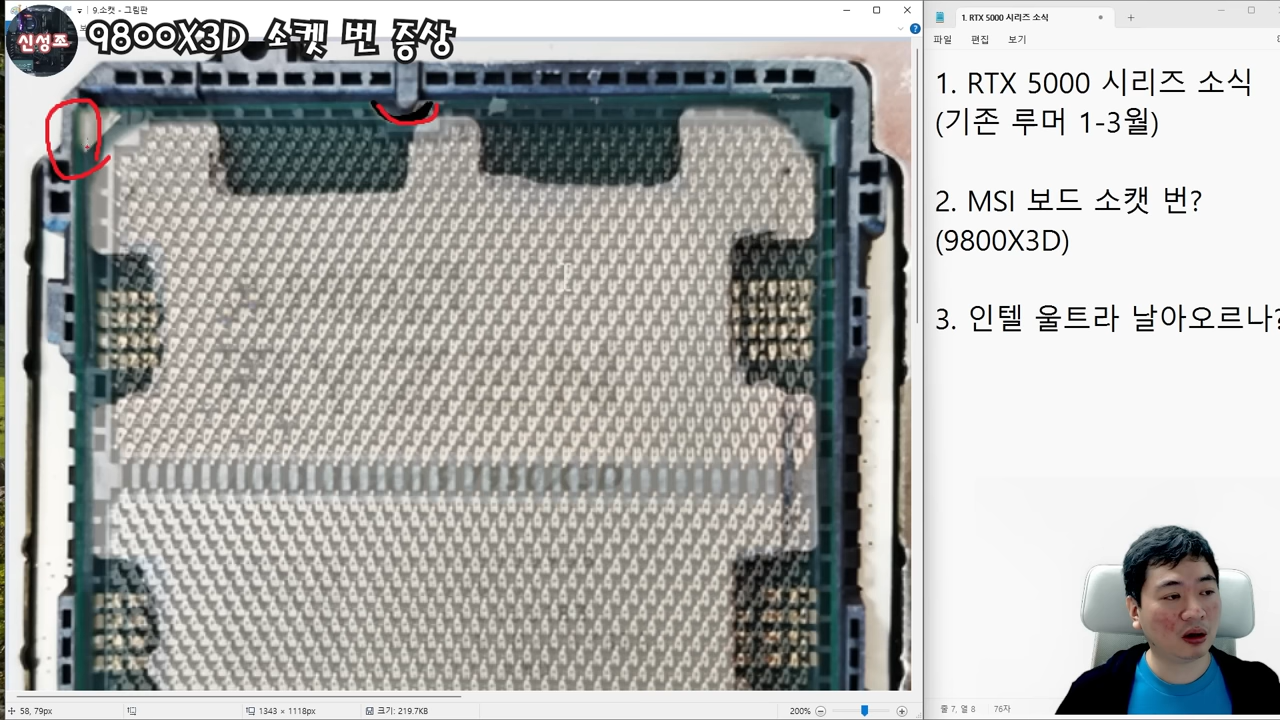 9.소캣 - 그림판
신성조
9800X3D 소켓 번 증상
58, 79px
1343 × 1118px
크기: 219.7KB
200%
1. RTX 5000 시리즈 소식
파일 편집 보기
1. RTX 5000 시리즈 소식
(기존 루머 1-3월)
2. MSI 보드 소캣 번?
(9800X3D)
3. 인텔 울트라 날아오르나?
줄 7, 열 8
76자